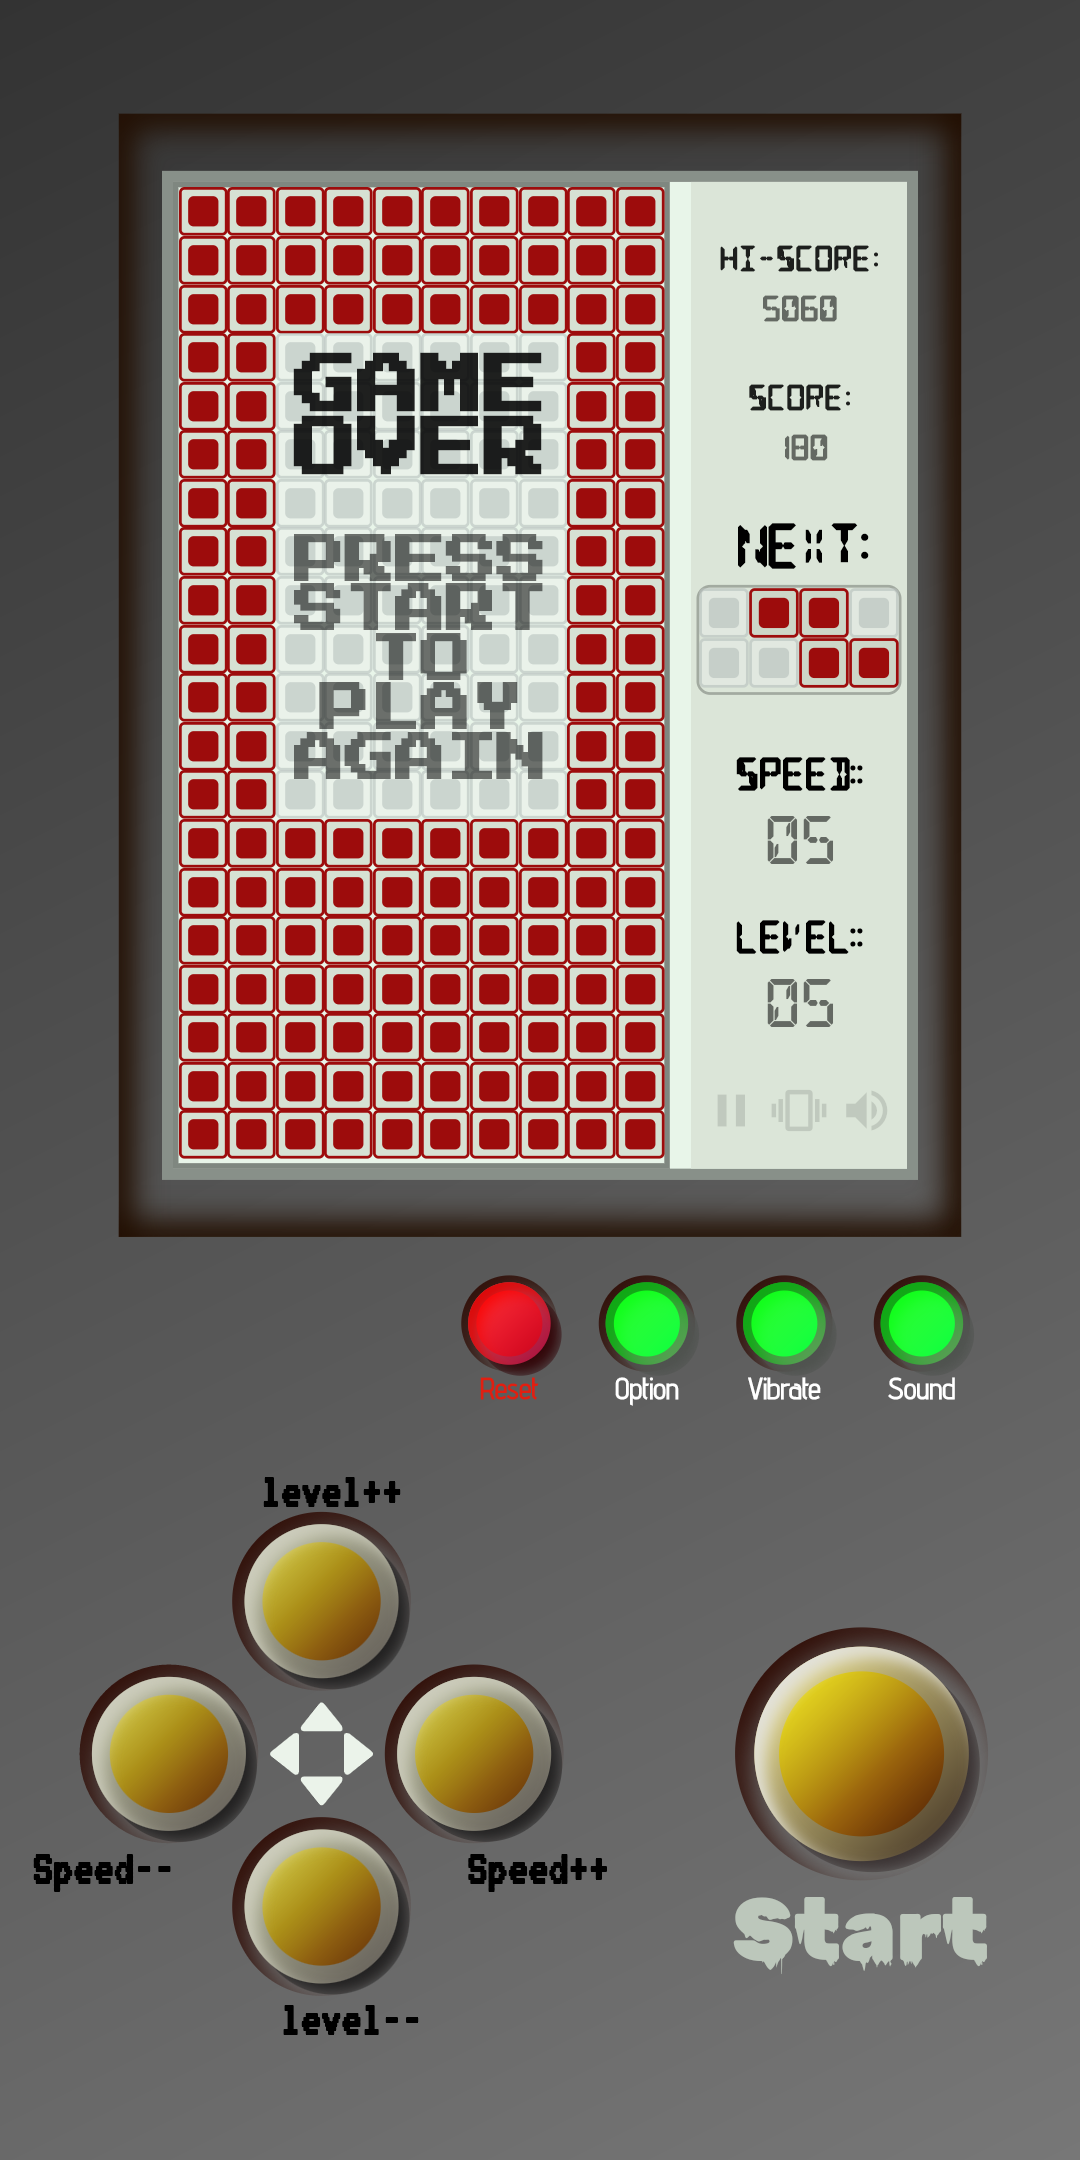 HI-SCORE:
5060
SCORE:
180
NEXT:
GAME
OVER
PRESS
START
TO
PLAY
AGAIN
SPEED::
05
LEVEL::
05
Reset
Option
Vibrate
Sound
level++
Speed--
Speed++
level--
Start